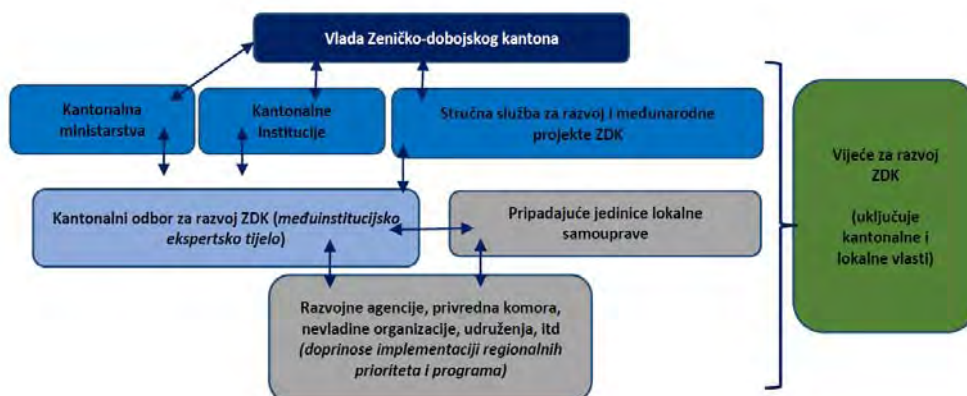 Vlada Zeničko-dobojskog kantona
Kantonalna
ministarstva
Kantonalne
Institucije
Stručna služba za razvoj i međunarodne
projekte ZDK
Kantonalni odbor za razvoj ZDK (međuinstitucijsko
ekspertsko tijelo)
Pripadajuće jedinice lokalne
samouprave
Razvojne agencije, privredna komora,
nevladine organizacije, udruženja, itd
(doprinose implementaciji regionalnih
prioriteta i programa)
Vijeće za razvoj
ZDK
(uključuje
kantonalne i
lokalne vlasti)